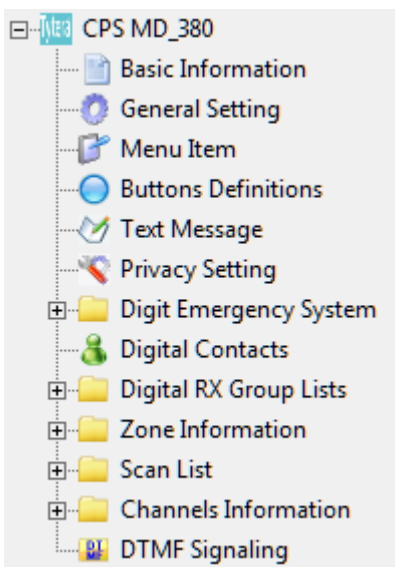 Tytera CPS MD_380
Basic Information
General Setting
Menu Item
Buttons Definitions
Text Message
Privacy Setting
Digit Emergency System
Digital Contacts
Digital RX Group Lists
Zone Information
Scan List
Channels Information
DTMF Signaling